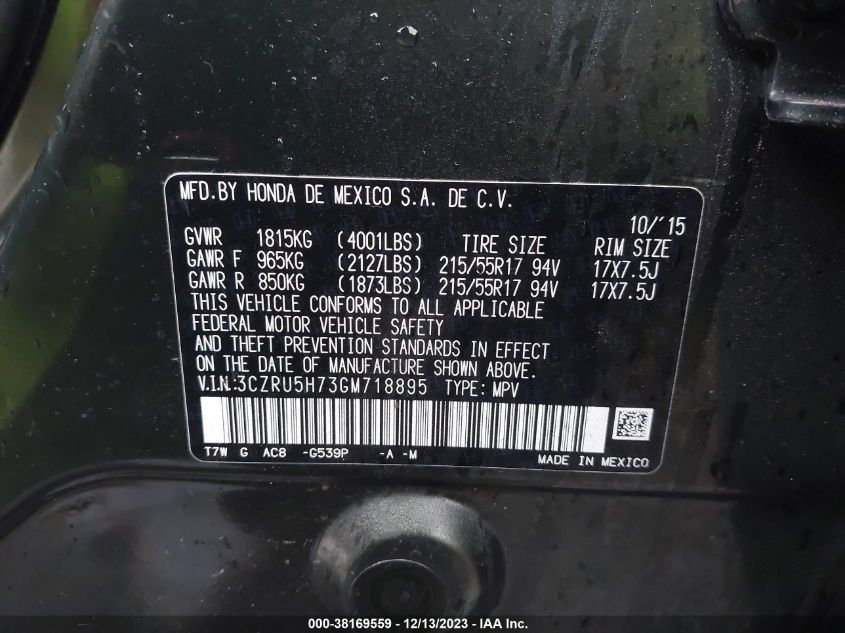 MFD.BY HONDA DE MEXICO S.A. DE C.V.
10/'15
GVWR 1815KG (4001LBS) TIRE SIZE RIM SIZE
GAWR F 965KG (2127LBS) 215/55R17 94V 17X7.5J
GAWR R 850KG (1873LBS) 215/55R17 94V 17X7.5J
THIS VEHICLE CONFORMS TO ALL APPLICABLE
FEDERAL MOTOR VEHICLE SAFETY
AND THEFT PREVENTION STANDARDS IN EFFECT
ON THE DATE OF MANUFACTURE SHOWN ABOVE.
V.I.N.:3CZRU5H73GM718895 TYPE: MPV
T7W G AC8 -G539P -A -M
MADE IN MEXICO
000-38169559 - 12/13/2023 - IAA Inc.